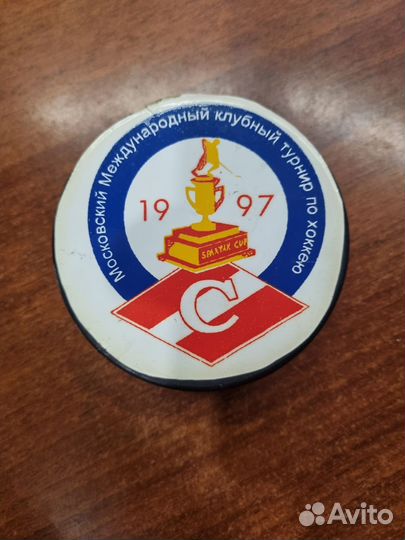 Московский Международный клубный турнир по хоккею
19 97
SPARTAK CUP
С
Avito